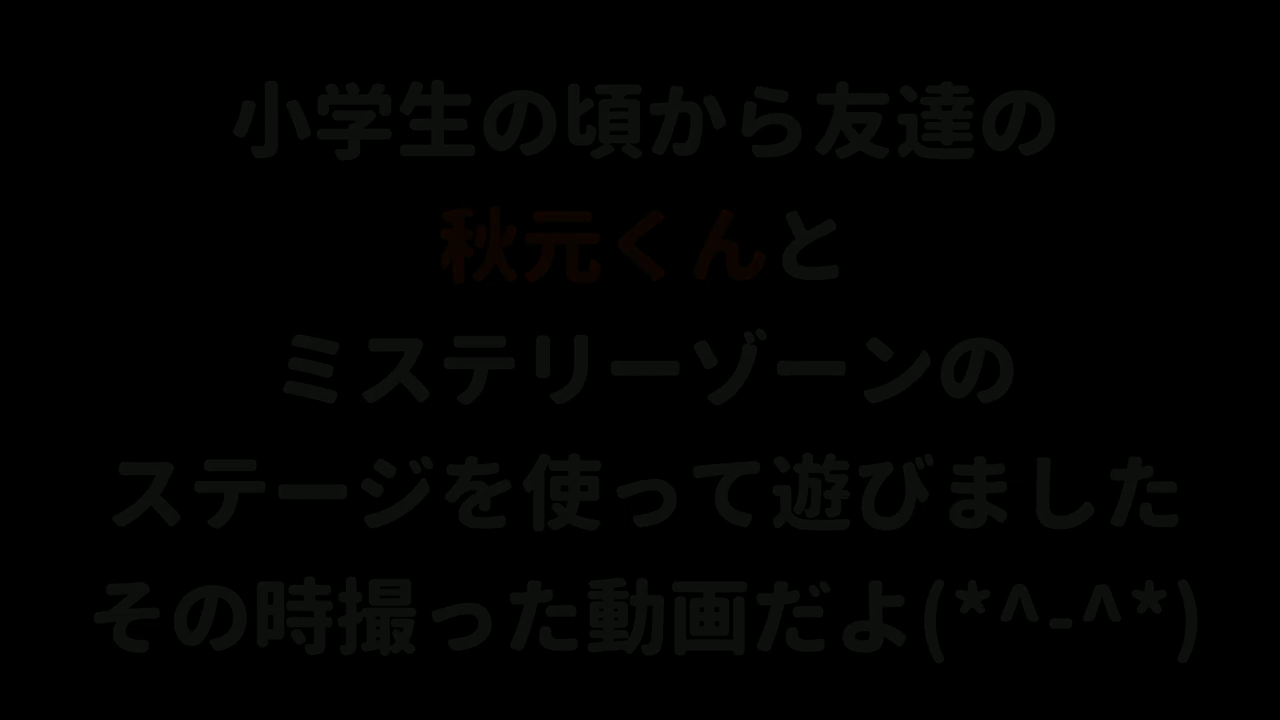 小学生の頃から友達の
秋元くんと
ミステリーゾーンの
ステージを使って遊びました
その時撮った動画だよ(*^-^*)